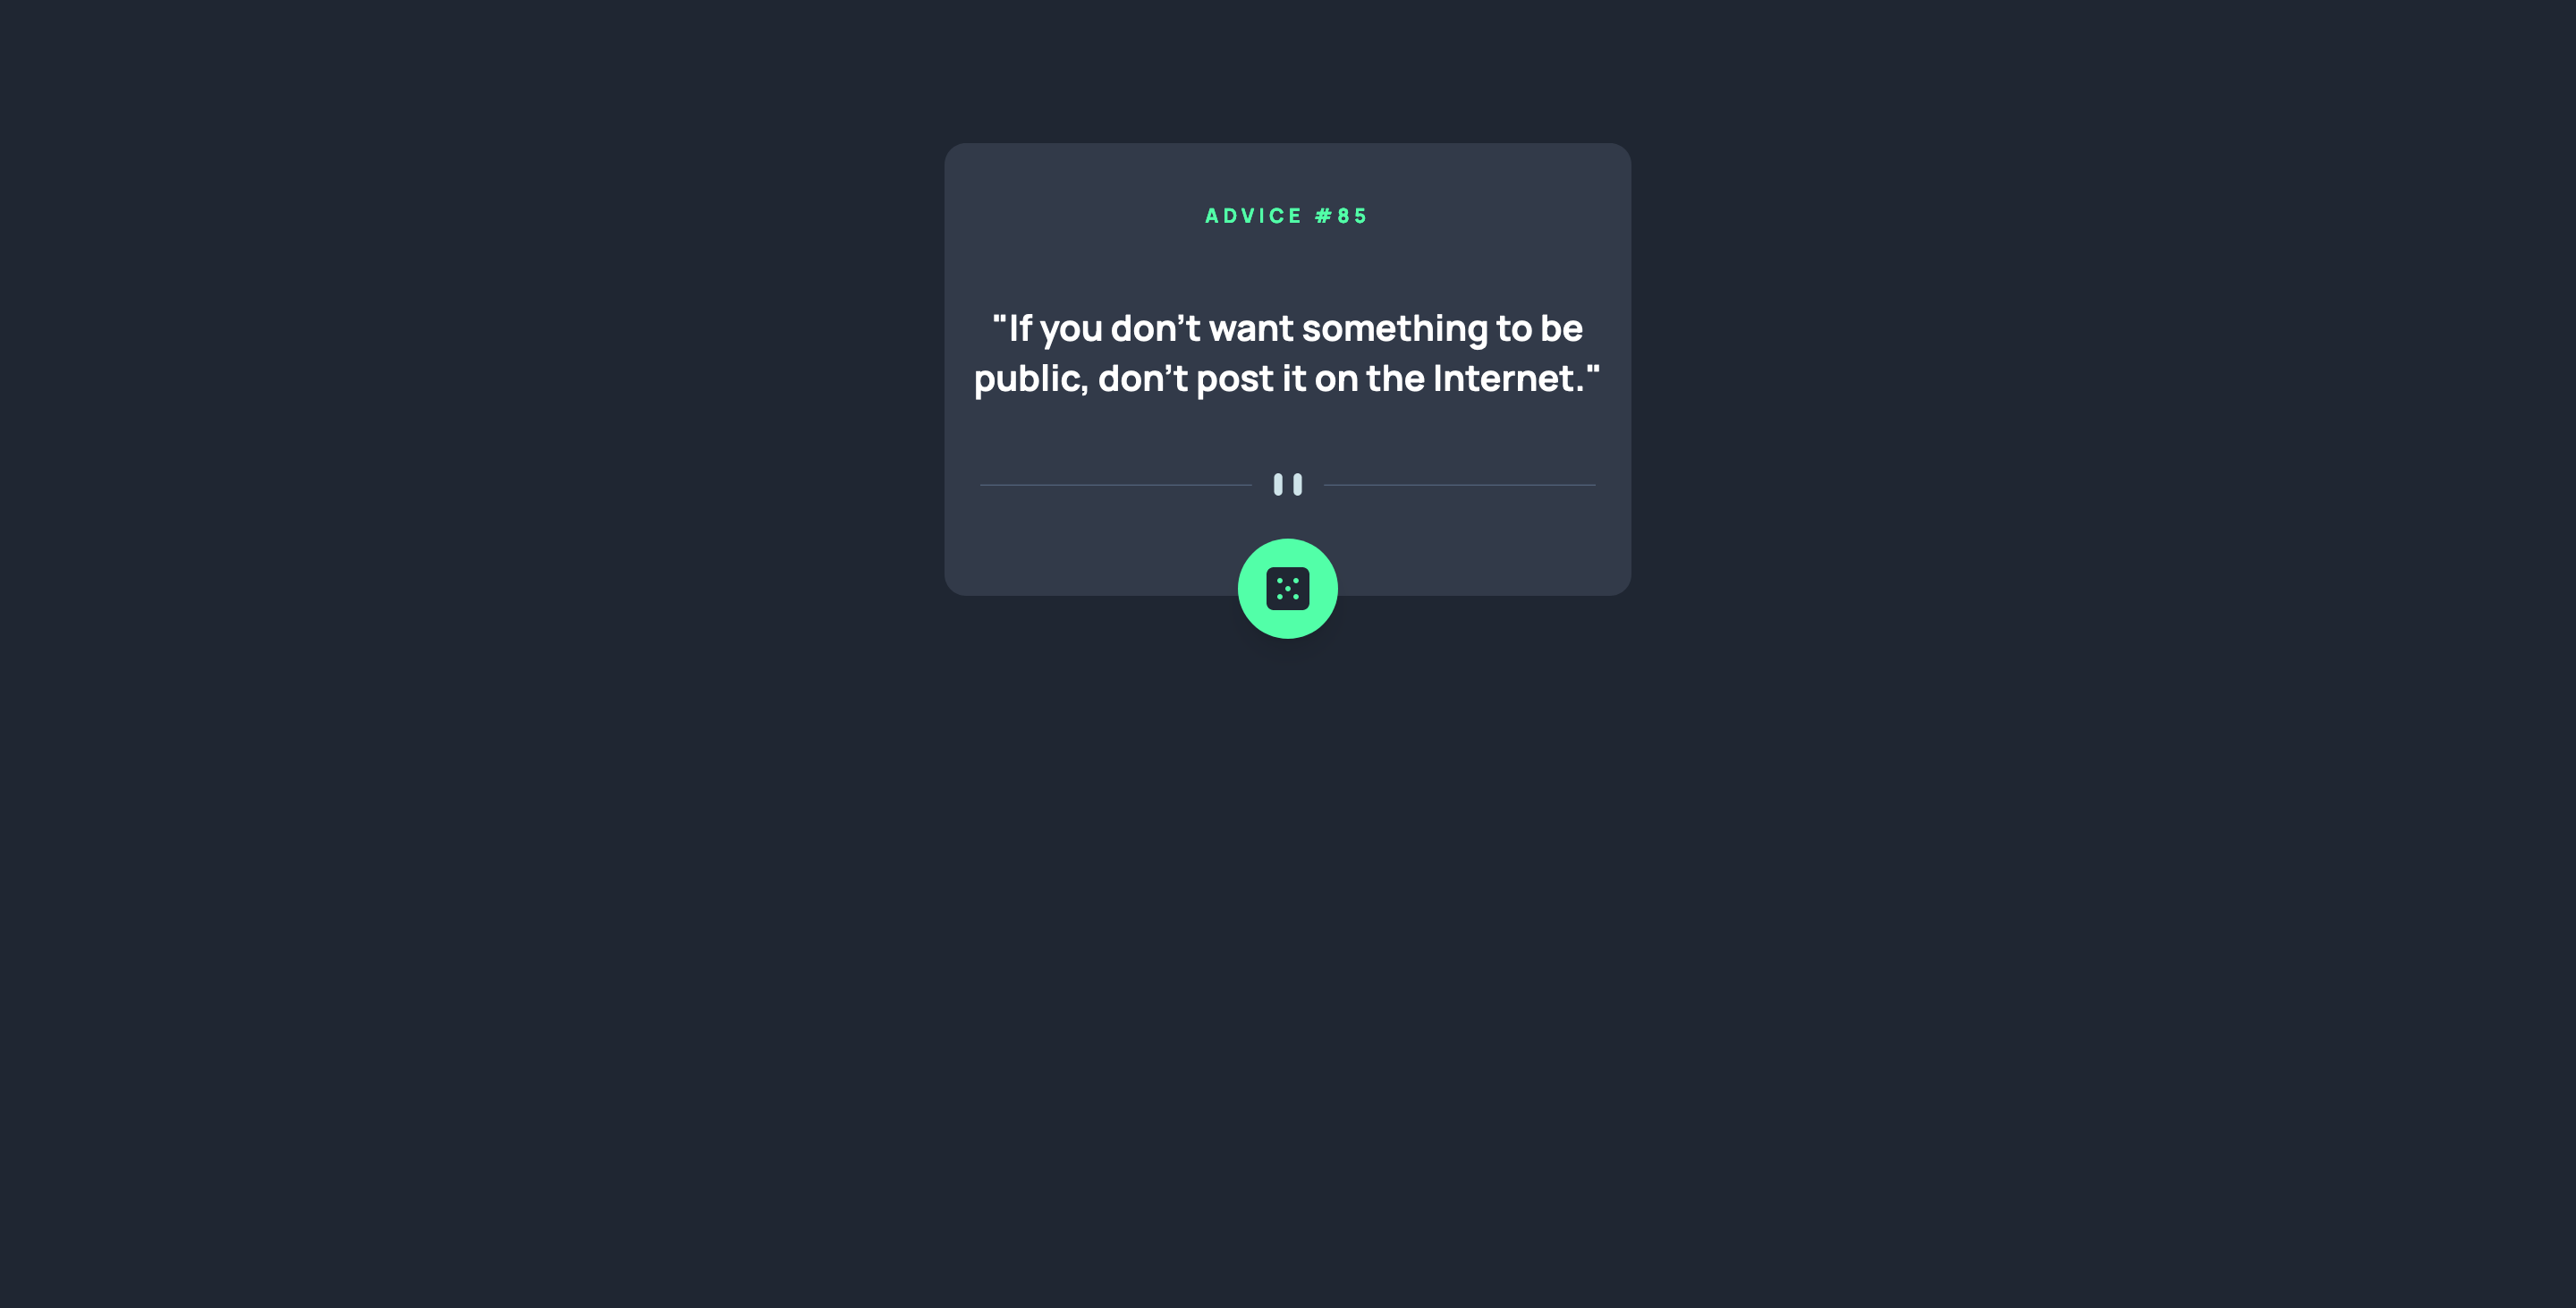 ADVICE #85
"If you don't want something to be
public, don't post it on the Internet."